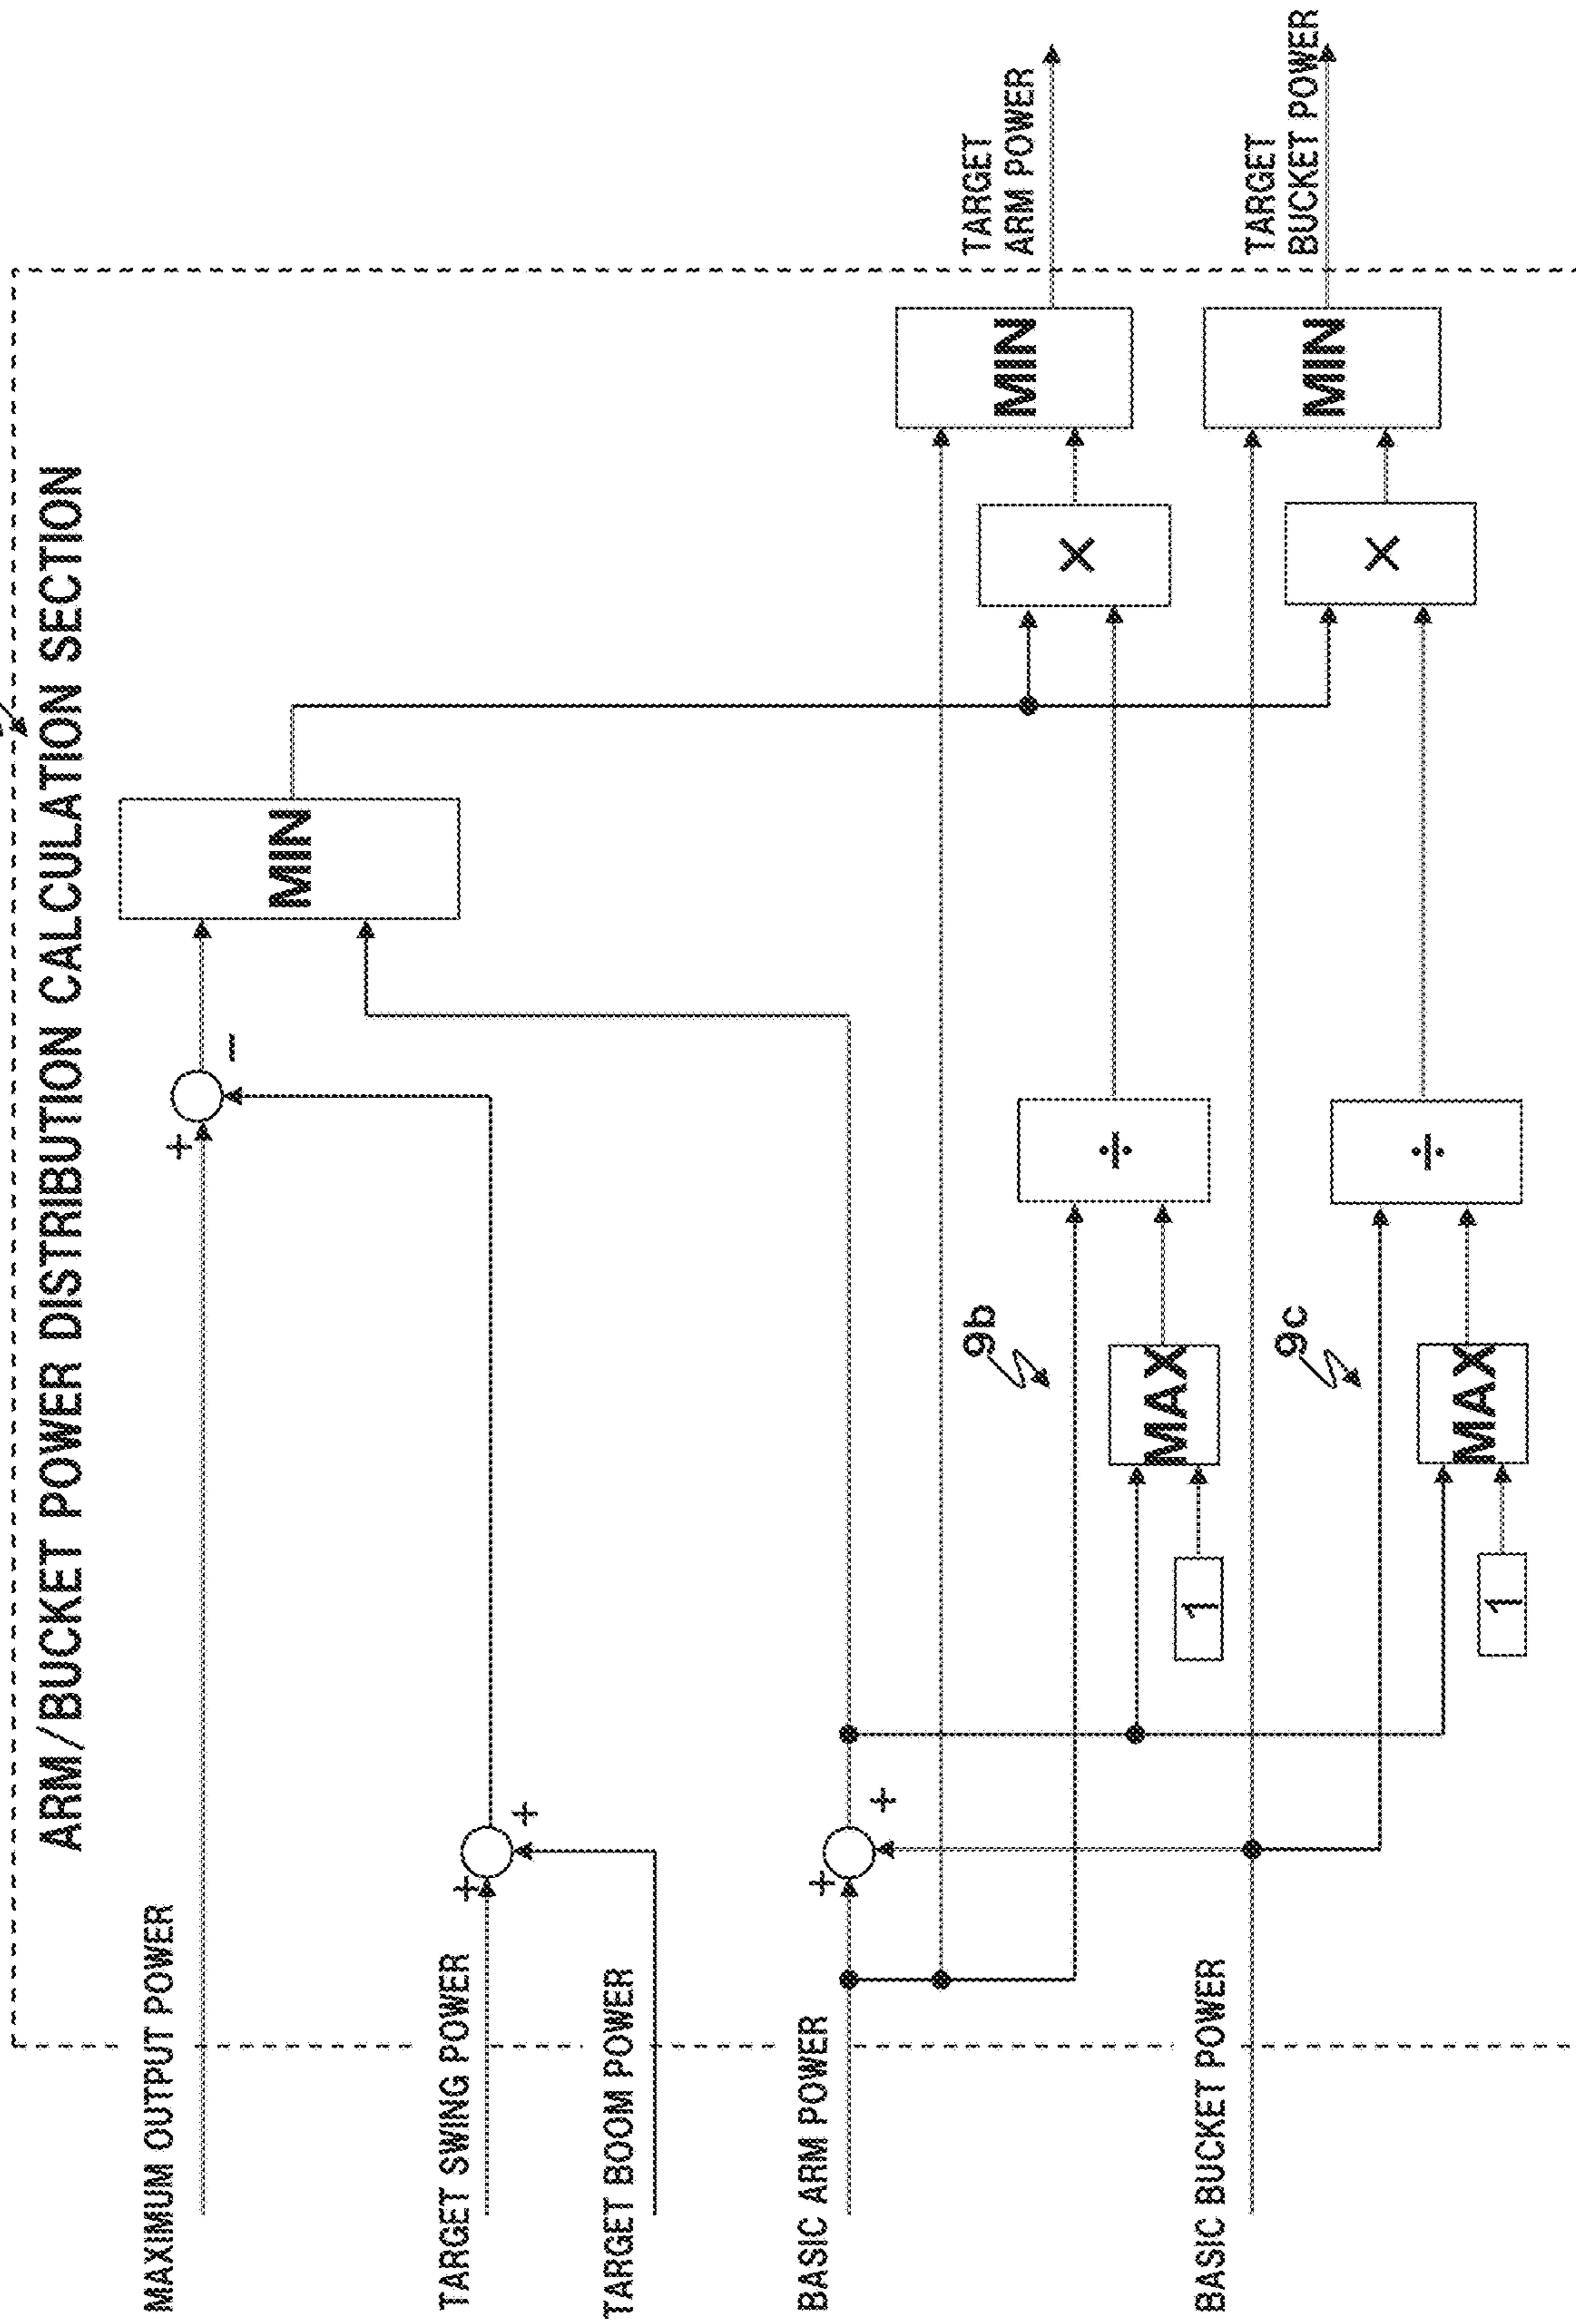 ARM/BUCKET POWER DISTRIBUTION CALCULATION SECTION
MAXIMUM OUTPUT POWER
+
−
MIN
TARGET SWING POWER
+
+
TARGET BOOM POWER
BASIC ARM POWER
+
+
9b
1
MAX
÷
×
MIN
TARGET
ARM POWER
BASIC BUCKET POWER
9c
1
MAX
÷
×
MIN
TARGET
BUCKET POWER